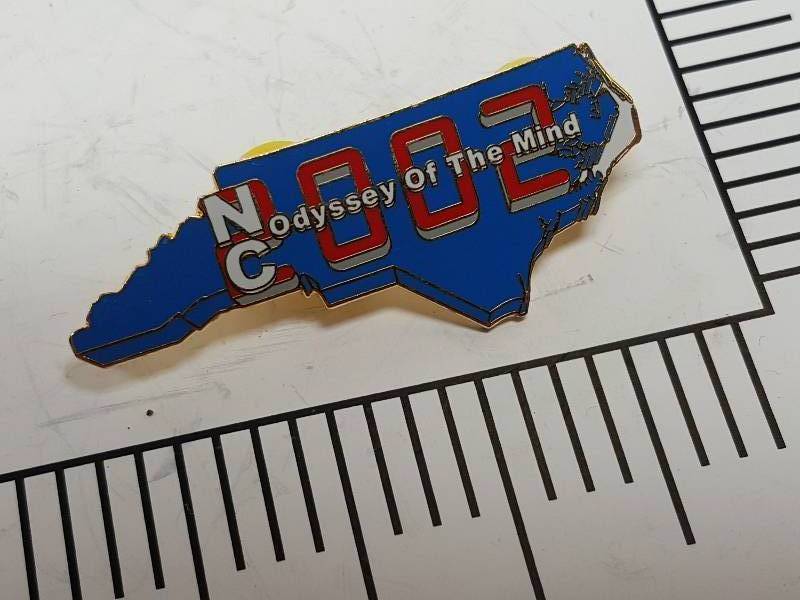 2002
NC
Odyssey Of The Mind